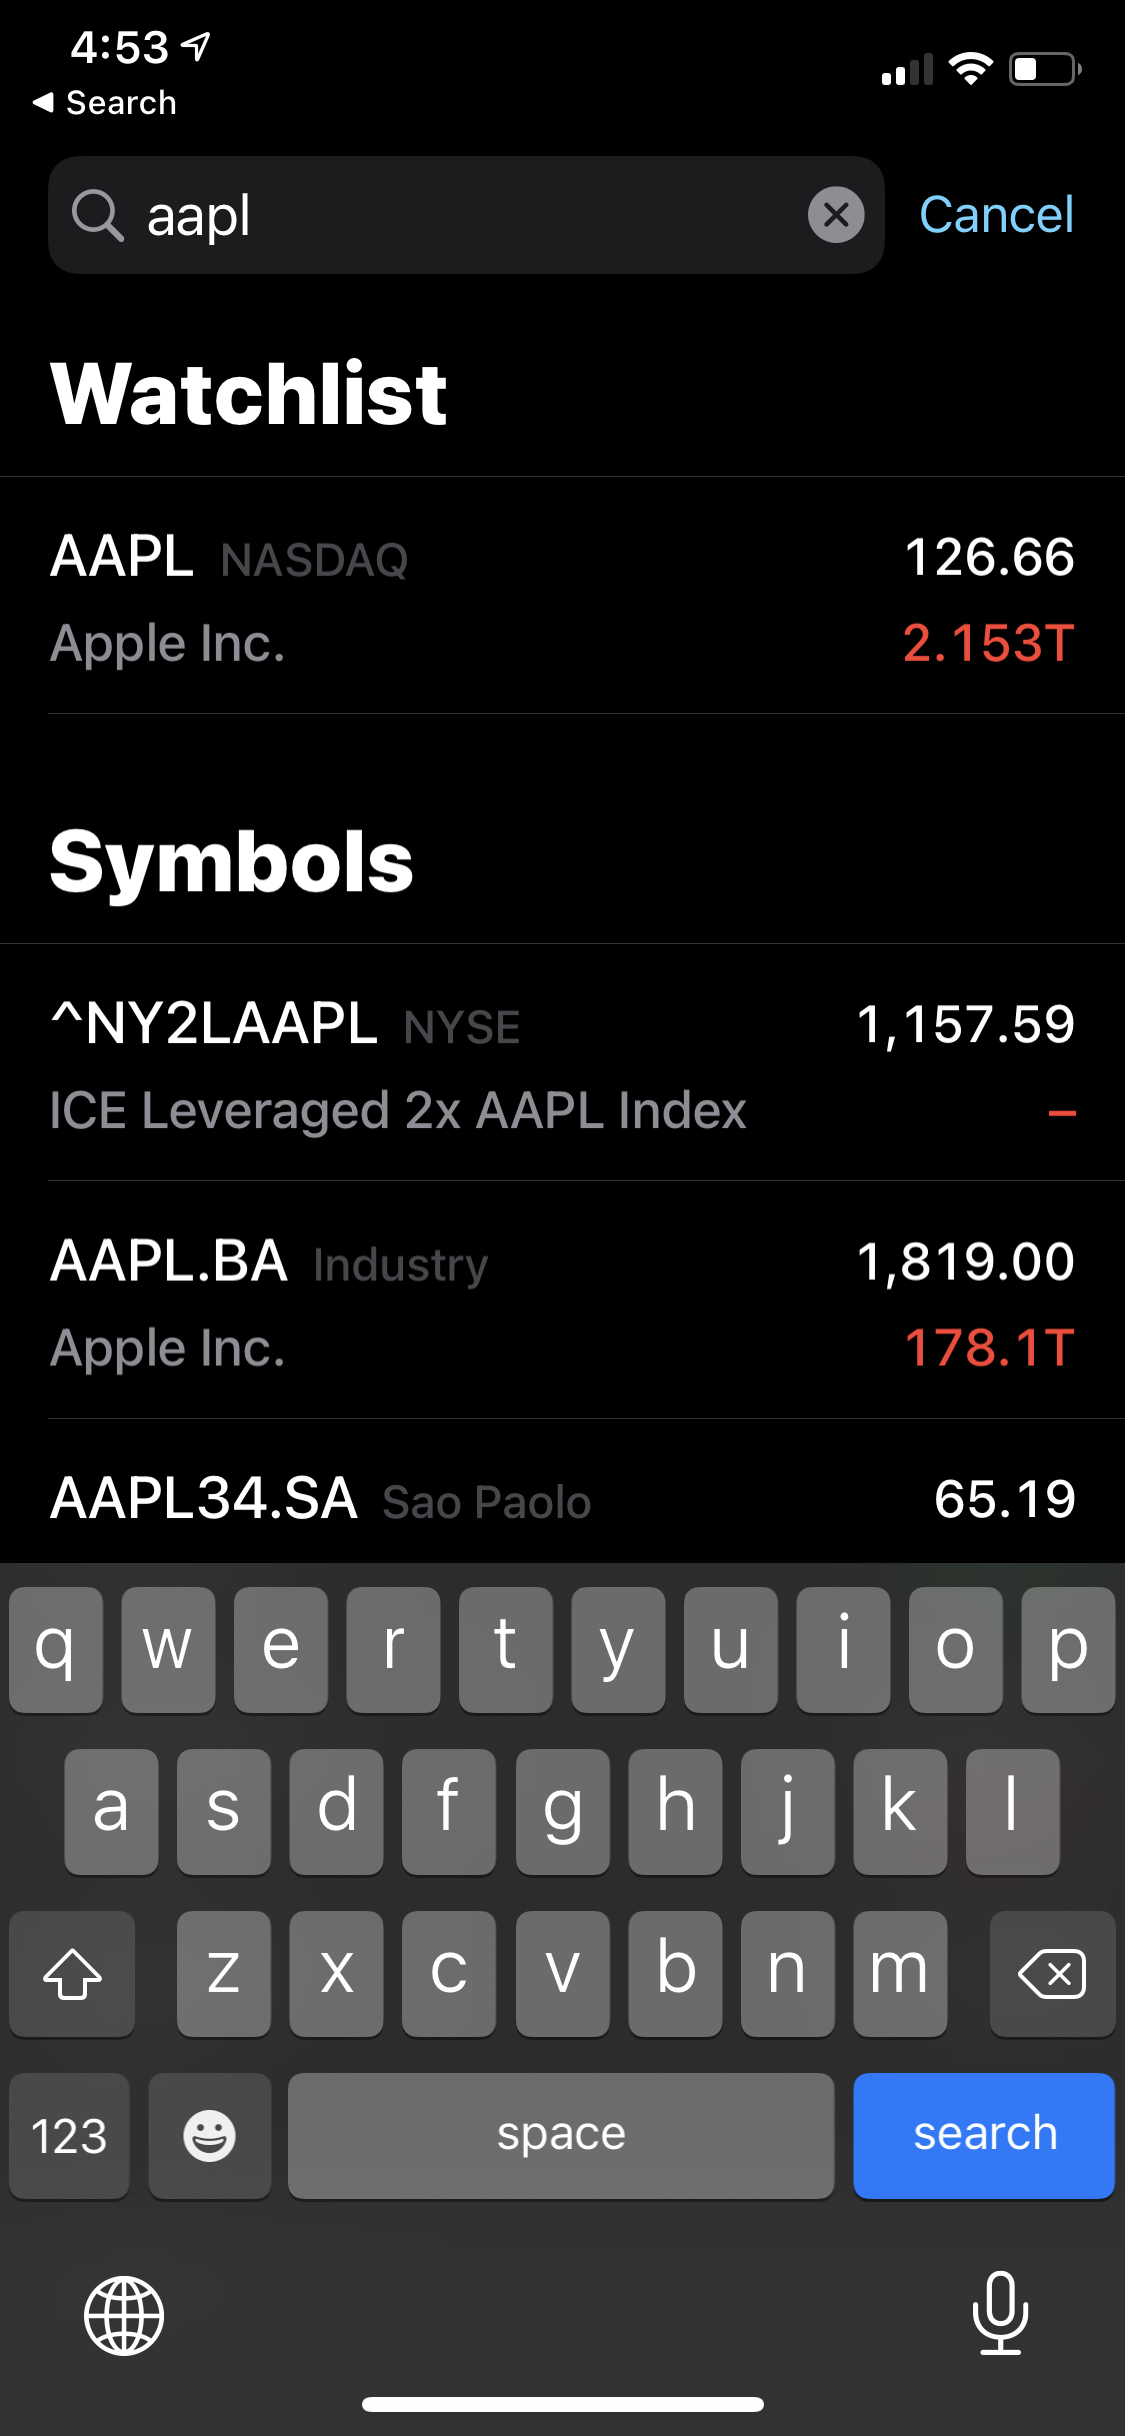 4:53
Search
aapl
Cancel
Watchlist
AAPL NASDAQ 126.66
Apple Inc. 2.153T
Symbols
^NY2LAAPL NYSE 1,157.59
ICE Leveraged 2x AAPL Index –
AAPL.BA Industry 1,819.00
Apple Inc. 178.1T
AAPL34.SA Sao Paolo 65.19
q w e r t y u i o p
a s d f g h j k l
z x c v b n m
123 space search